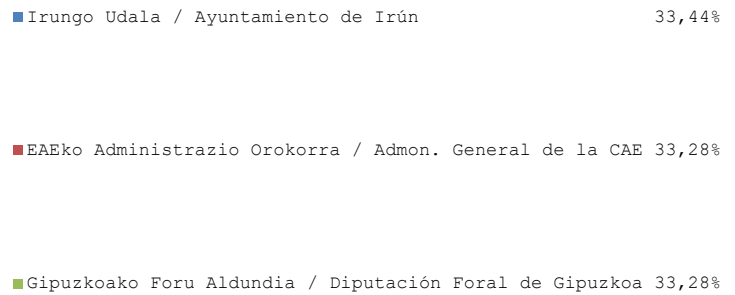 Irungo Udala / Ayuntamiento de Irún 33,44%
EAEko Administrazio Orokorra / Admon. General de la CAE 33,28%
Gipuzkoako Foru Aldundia / Diputación Foral de Gipuzkoa 33,28%